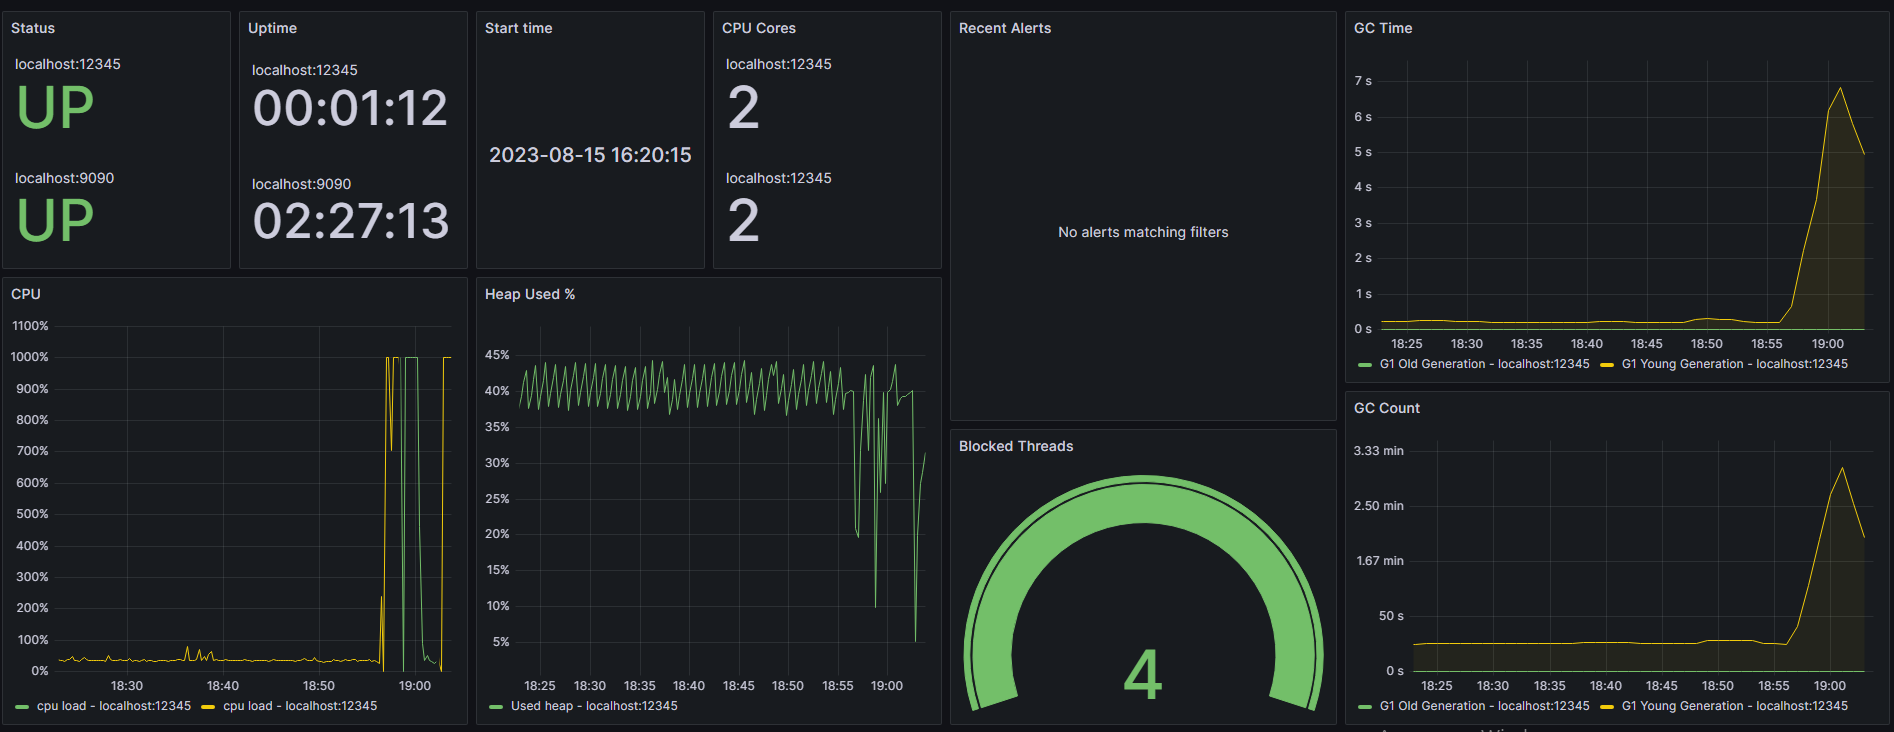 Status
localhost:12345
UP
localhost:9090
UP
Uptime
localhost:12345
00:01:12
localhost:9090
02:27:13
Start time
2023-08-15 16:20:15
CPU Cores
localhost:12345
2
localhost:12345
2
Recent Alerts
No alerts matching filters
GC Time
7 s
6 s
5 s
4 s
3 s
2 s
1 s
0 s
18:25 18:30 18:35 18:40 18:45 18:50 18:55 19:00
G1 Old Generation - localhost:12345 G1 Young Generation - localhost:12345
CPU
1100%
1000%
900%
800%
700%
600%
500%
400%
300%
200%
100%
0%
18:30 18:40 18:50 19:00
cpu load - localhost:12345 cpu load - localhost:12345
Heap Used %
45%
40%
35%
30%
25%
20%
15%
10%
5%
18:25 18:30 18:35 18:40 18:45 18:50 18:55 19:00
Used heap - localhost:12345
Blocked Threads
4
GC Count
3.33 min
2.50 min
1.67 min
50 s
0 s
18:25 18:30 18:35 18:40 18:45 18:50 18:55 19:00
G1 Old Generation - localhost:12345 G1 Young Generation - localhost:12345